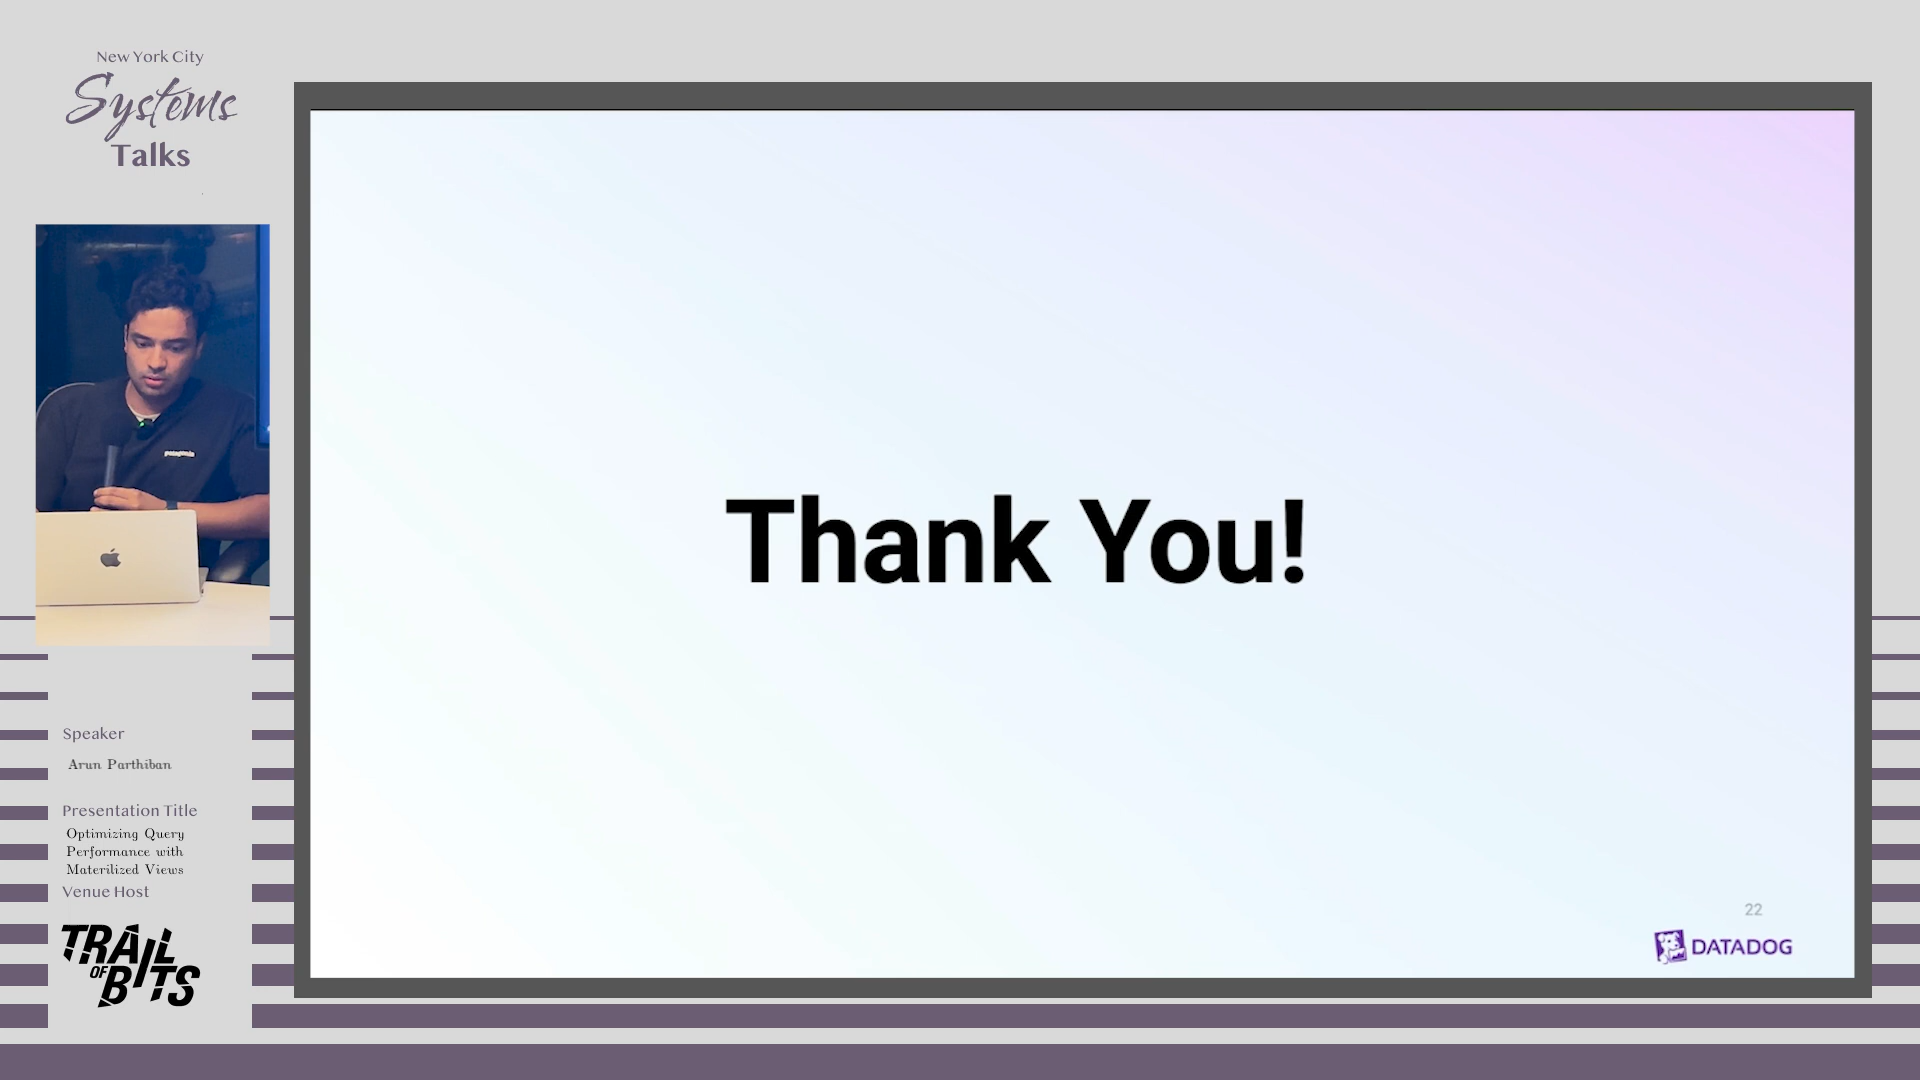 New York City
Systems
Talks
patagonia
Speaker
Arun Parthiban
Presentation Title
Optimizing Query
Performance with
Materilized Views
Venue Host
TRAIL
OF
BITS
Thank You!
22
DATADOG